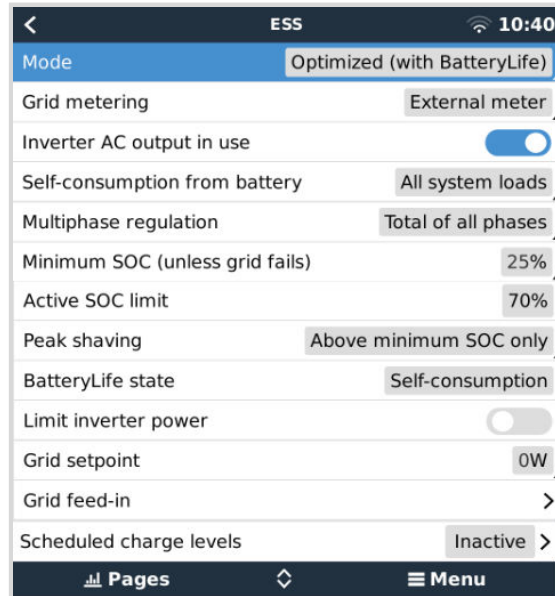 ESS 10:40
Mode Optimized (with BatteryLife)
Grid metering External meter
Inverter AC output in use
Self-consumption from battery All system loads
Multiphase regulation Total of all phases
Minimum SOC (unless grid fails) 25%
Active SOC limit 70%
Peak shaving Above minimum SOC only
BatteryLife state Self-consumption
Limit inverter power
Grid setpoint 0W
Grid feed-in
Scheduled charge levels Inactive
Pages Menu